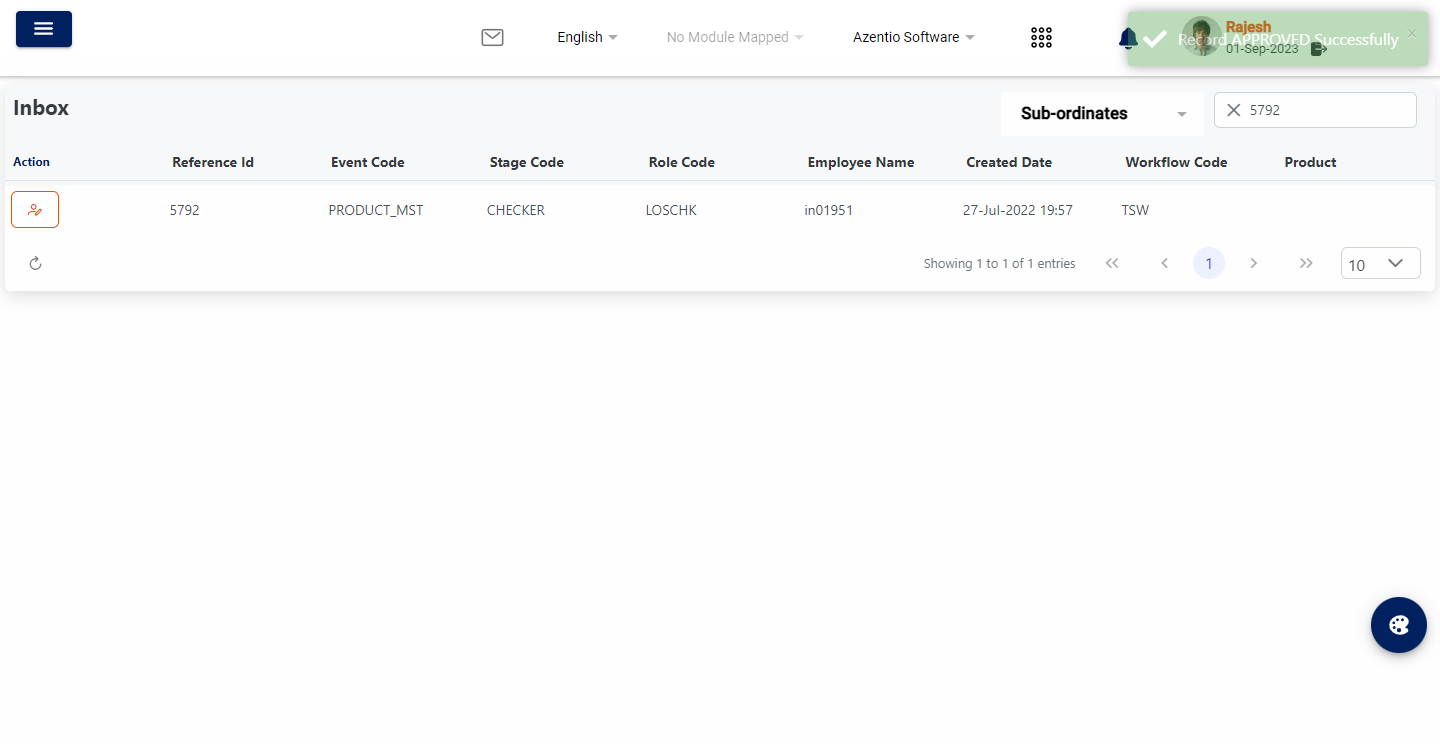 English
No Module Mapped
Azentio Software
Rajesh
Record APPROVED Successfully
01-Sep-2023
Inbox
Sub-ordinates
5792
Action Reference Id Event Code Stage Code Role Code Employee Name Created Date Workflow Code Product
5792 PRODUCT_MST CHECKER LOSCHK in01951 27-Jul-2022 19:57 TSW
Showing 1 to 1 of 1 entries
1
10